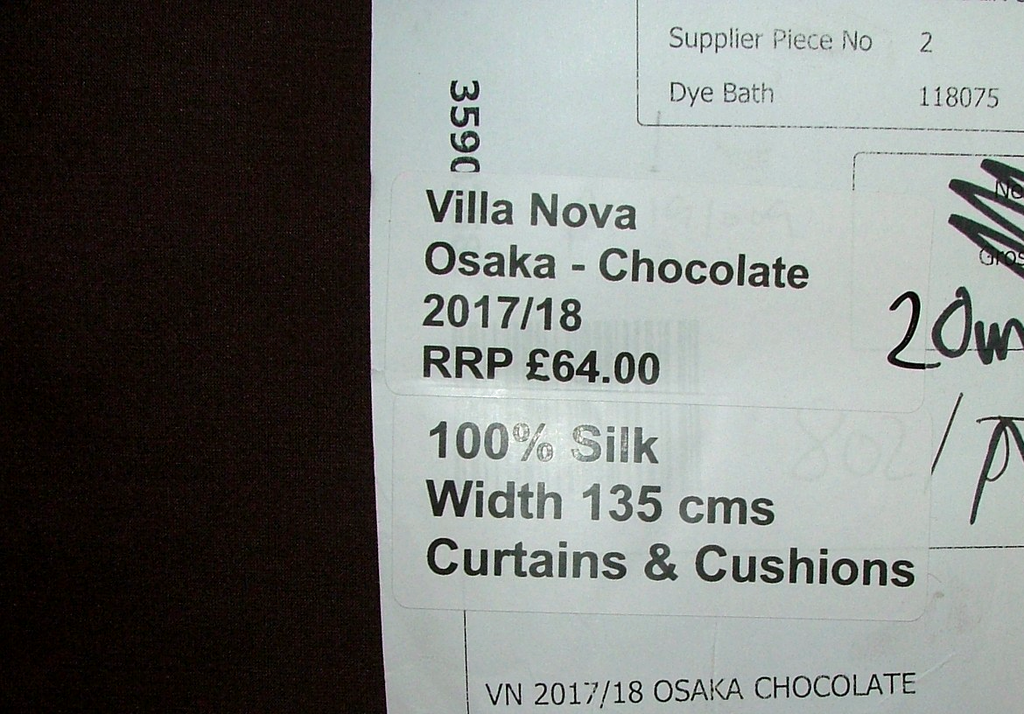 Supplier Piece No 2
Dye Bath 118075
3590
Villa Nova
Osaka - Chocolate
2017/18
RRP £64.00
20m
100% Silk
Width 135 cms
Curtains & Cushions
VN 2017/18 OSAKA CHOCOLATE